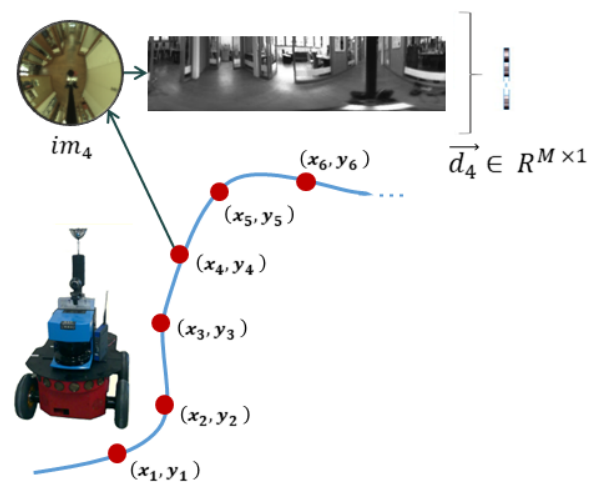 im₄
d⃗₄ ∈ R^{M×1}
(x₆, y₆)
(x₅, y₅)
(x₄, y₄)
(x₃, y₃)
(x₂, y₂)
(x₁, y₁)